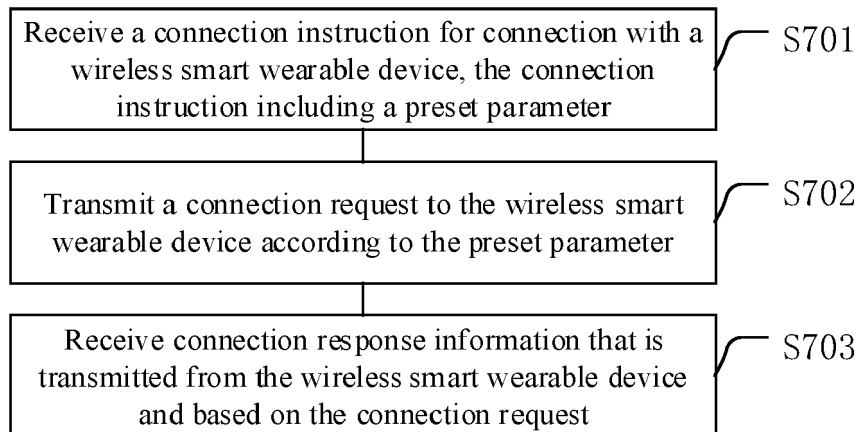 Receive a connection instruction for connection with a
wireless smart wearable device, the connection
instruction including a preset parameter
S701
Transmit a connection request to the wireless smart
wearable device according to the preset parameter
S702
Receive connection response information that is
transmitted from the wireless smart wearable device
and based on the connection request
S703